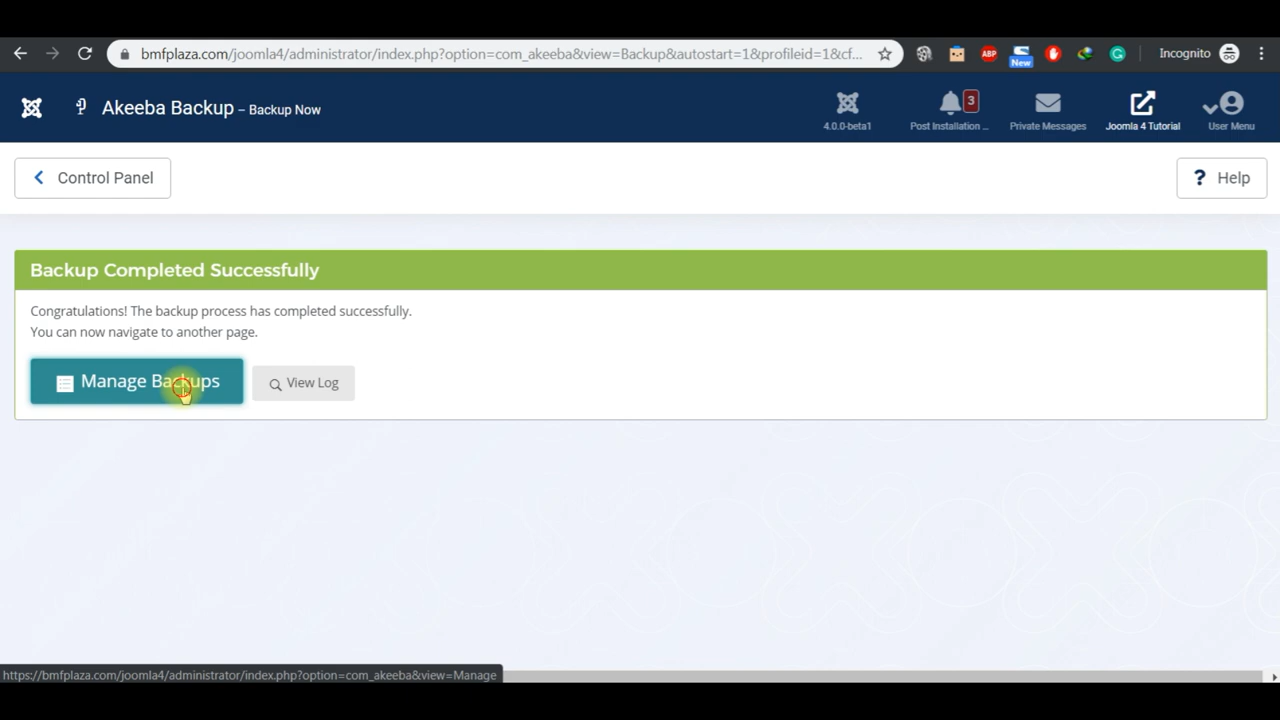 bmfplaza.com/joomla4/administrator/index.php?option=com_akeeba&view=Backup&autostart=1&profileid=1&cf...
ABP
New
Incognito
Akeeba Backup – Backup Now
4.0.0-beta1
3
Post Installation ...
Private Messages
Joomla 4 Tutorial
User Menu
Control Panel
? Help
Backup Completed Successfully
Congratulations! The backup process has completed successfully.
You can now navigate to another page.
Manage Backups
View Log
https://bmfplaza.com/joomla4/administrator/index.php?option=com_akeeba&view=Manage